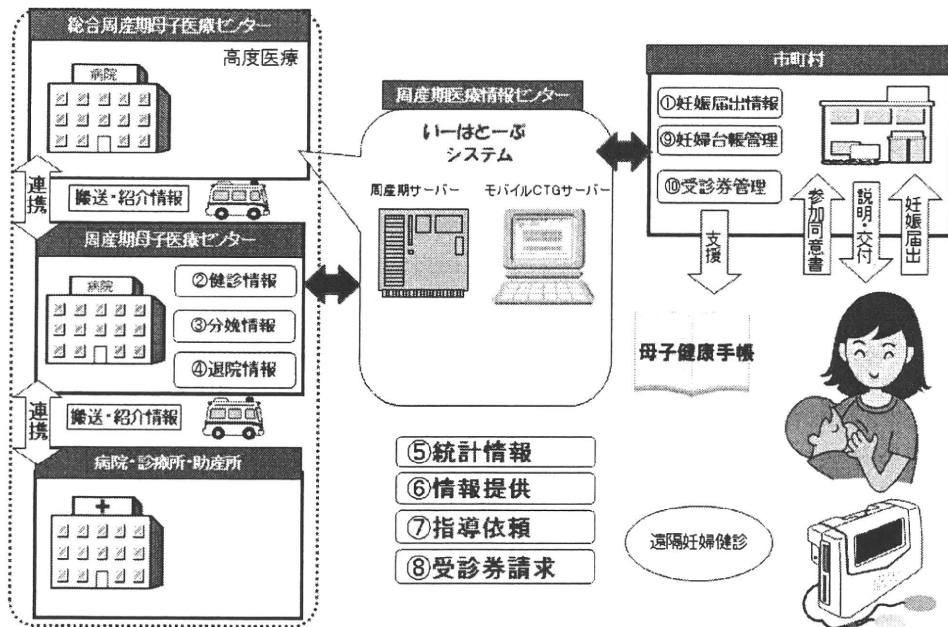 総合周産期母子医療センター
高度医療
病院
連携
搬送・紹介情報
周産期母子医療センター
病院
②健診情報
③分娩情報
④退院情報
連携
搬送・紹介情報
病院・診療所・助産所
周産期医療情報センター
いーはとーぶ
システム
周産期サーバー
モバイルCTGサーバー
⑤統計情報
⑥情報提供
⑦指導依頼
⑧受診券請求
市町村
①妊娠届出情報
⑨妊婦台帳管理
⑩受診券管理
支援
参加同意書
説明・交付
妊娠届出
母子健康手帳
遠隔妊婦健診